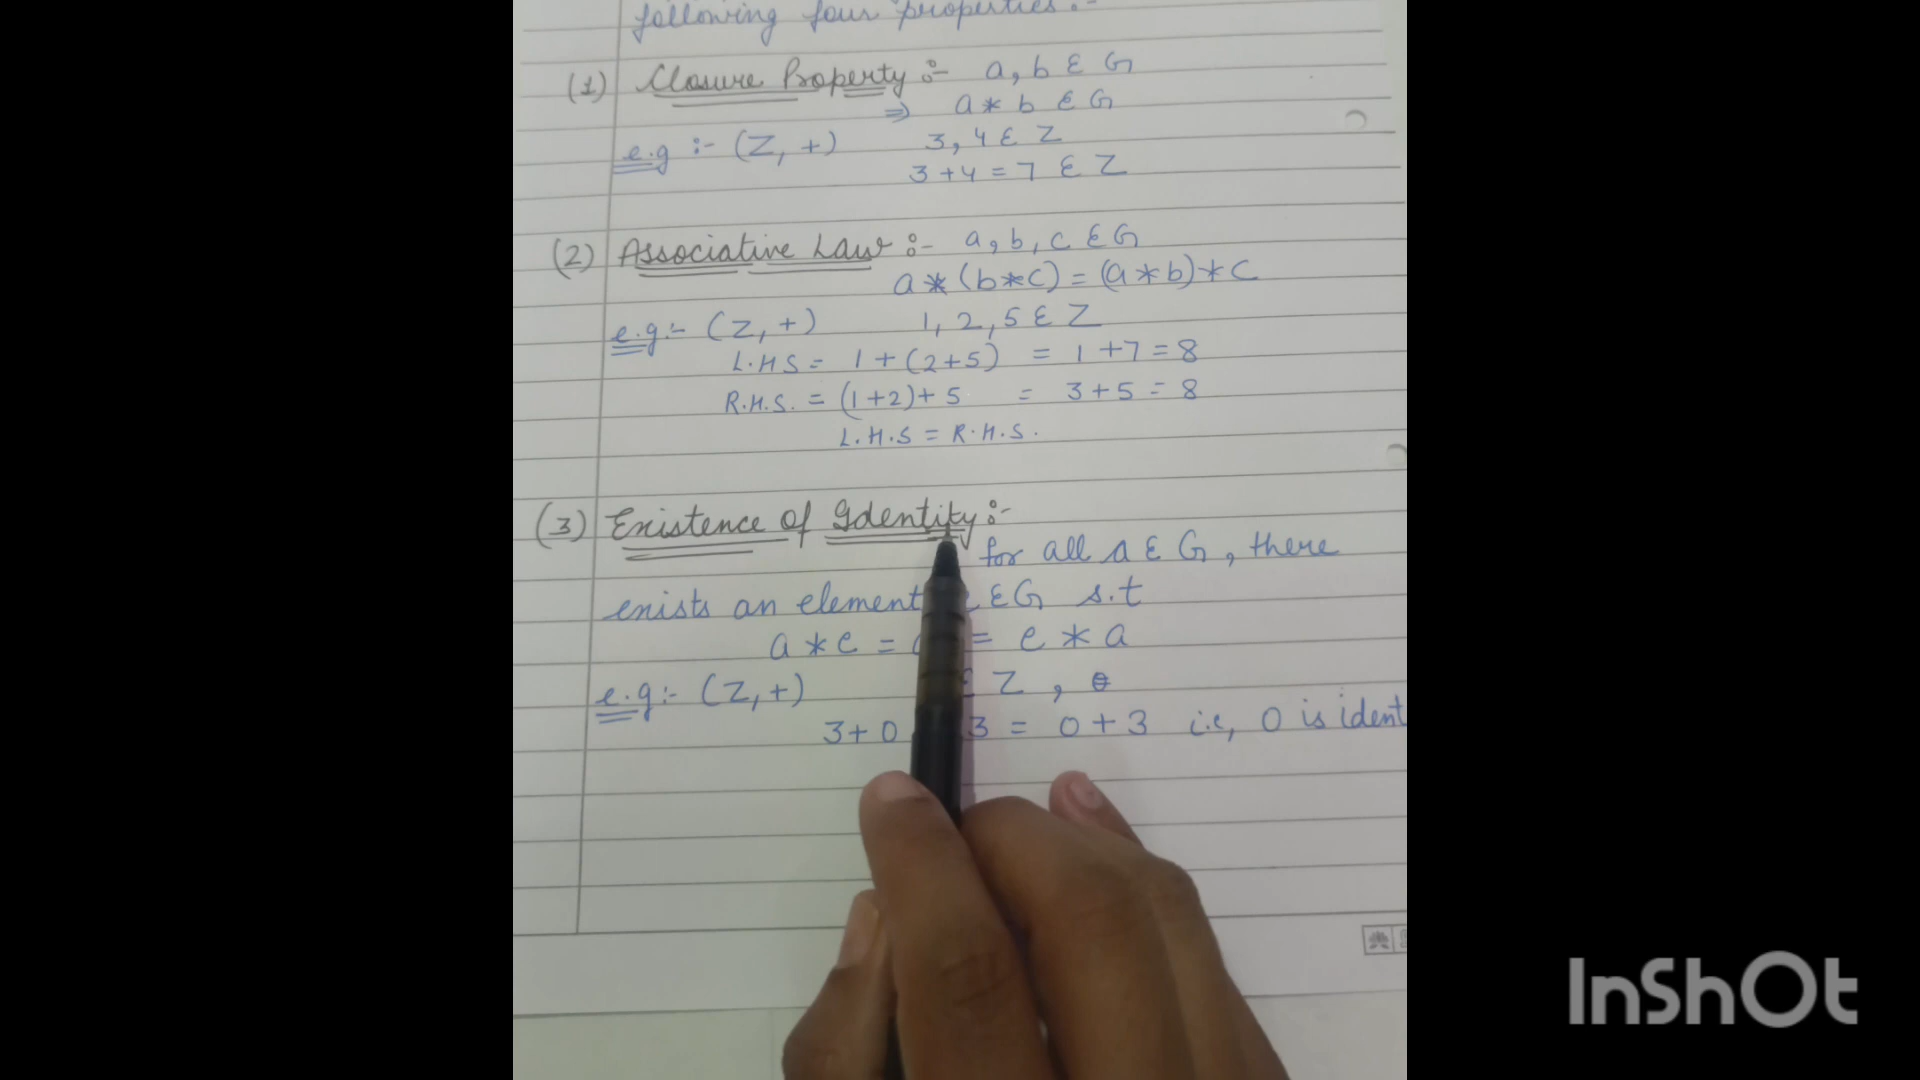 following four properties:-
(1) Closure Property :- a, b ε G
⇒ a * b ε G
e.g :- (Z, +) 3, 4 ε Z
3 + 4 = 7 ε Z
(2) Associative Law :- a, b, c ε G
a * (b * c) = (a * b) * c
e.g :- (Z, +) 1, 2, 5 ε Z
L.H.S = 1 + (2+5) = 1 + 7 = 8
R.H.S. = (1+2) + 5 = 3 + 5 = 8
L.H.S = R.H.S.
(3) Existence of Identity :-
for all a ε G, there
exists an element ε G s.t
a * e = = e * a
e.g :- (Z, +) Z ,
3 + 0 3 = 0 + 3 i.e, 0 is ident
InShOt